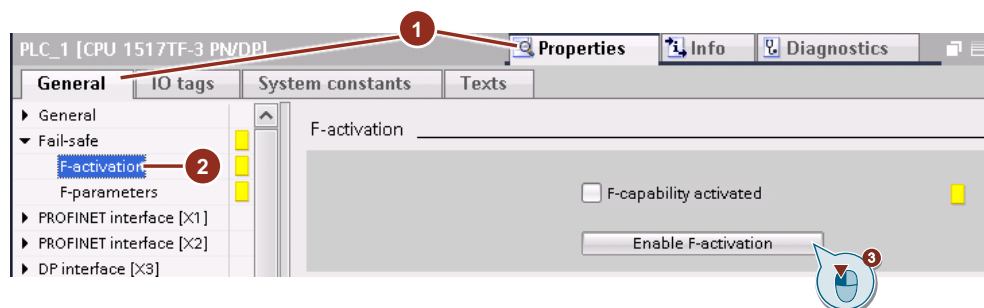 1
PLC_1 [CPU 1517TF-3 PN/DP]
Properties
Info
Diagnostics
General
IO tags
System constants
Texts
General
Fail-safe
F-activation
2
F-parameters
PROFINET interface [X1]
PROFINET interface [X2]
DP interface [X3]
F-activation
F-capability activated
Enable F-activation
3